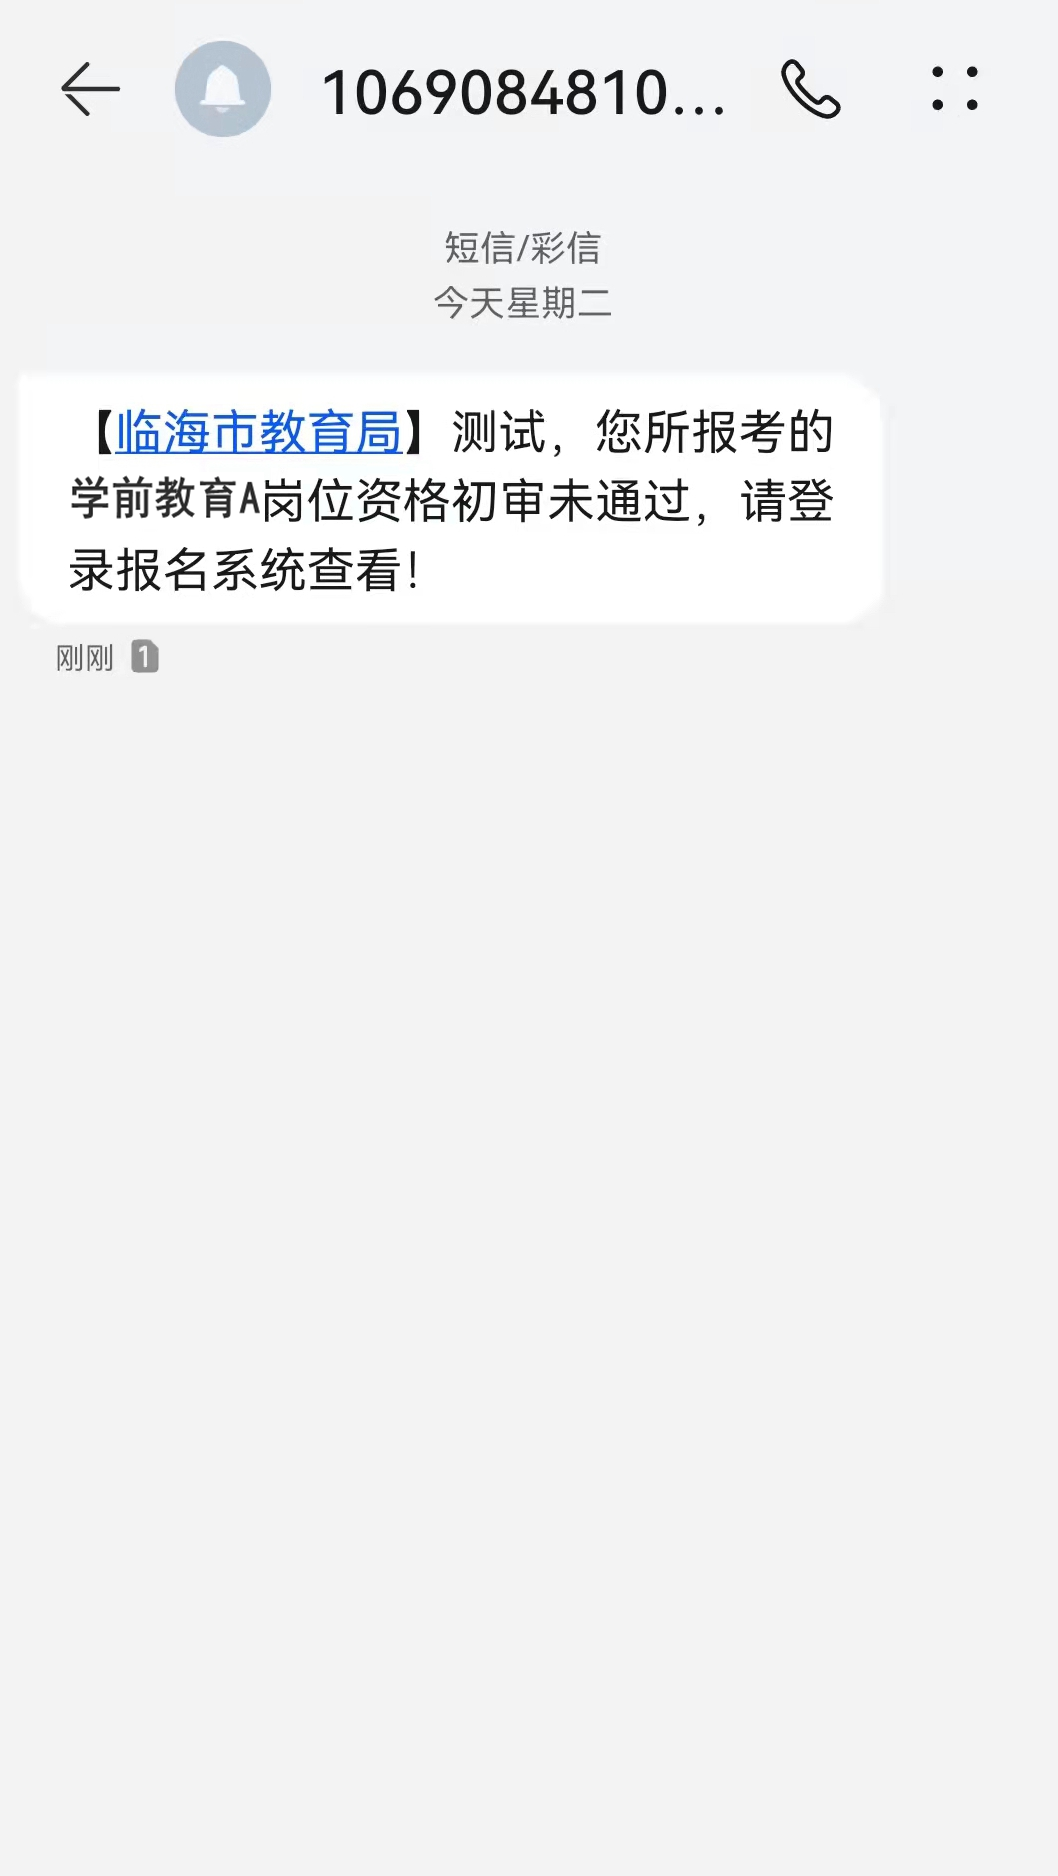 1069084810...
短信/彩信
今天星期二
【临海市教育局】测试，您所报考的
学前教育A岗位资格初审未通过，请登
录报名系统查看！
刚刚 1